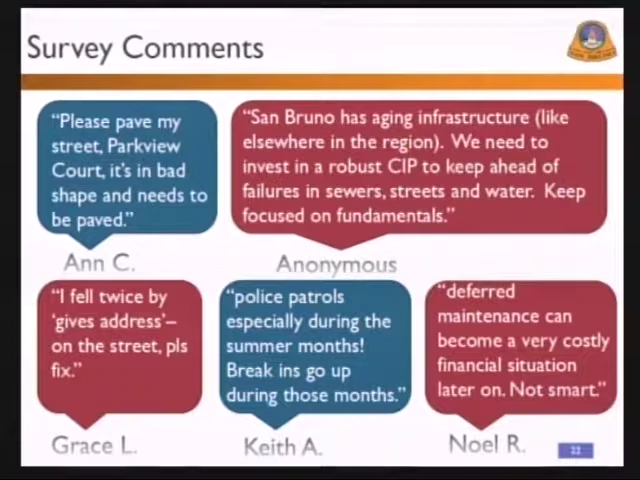 Survey Comments
“Please pave my
street, Parkview
Court, it’s in bad
shape and needs to
be paved.”
Ann C.
“San Bruno has aging infrastructure (like
elsewhere in the region). We need to
invest in a robust CIP to keep ahead of
failures in sewers, streets and water. Keep
focused on fundamentals.”
Anonymous
“I fell twice by
‘gives address’–
on the street, pls
fix.”
Grace L.
“police patrols
especially during the
summer months!
Break ins go up
during those months.”
Keith A.
“deferred
maintenance can
become a very costly
financial situation
later on. Not smart.”
Noel R.
22